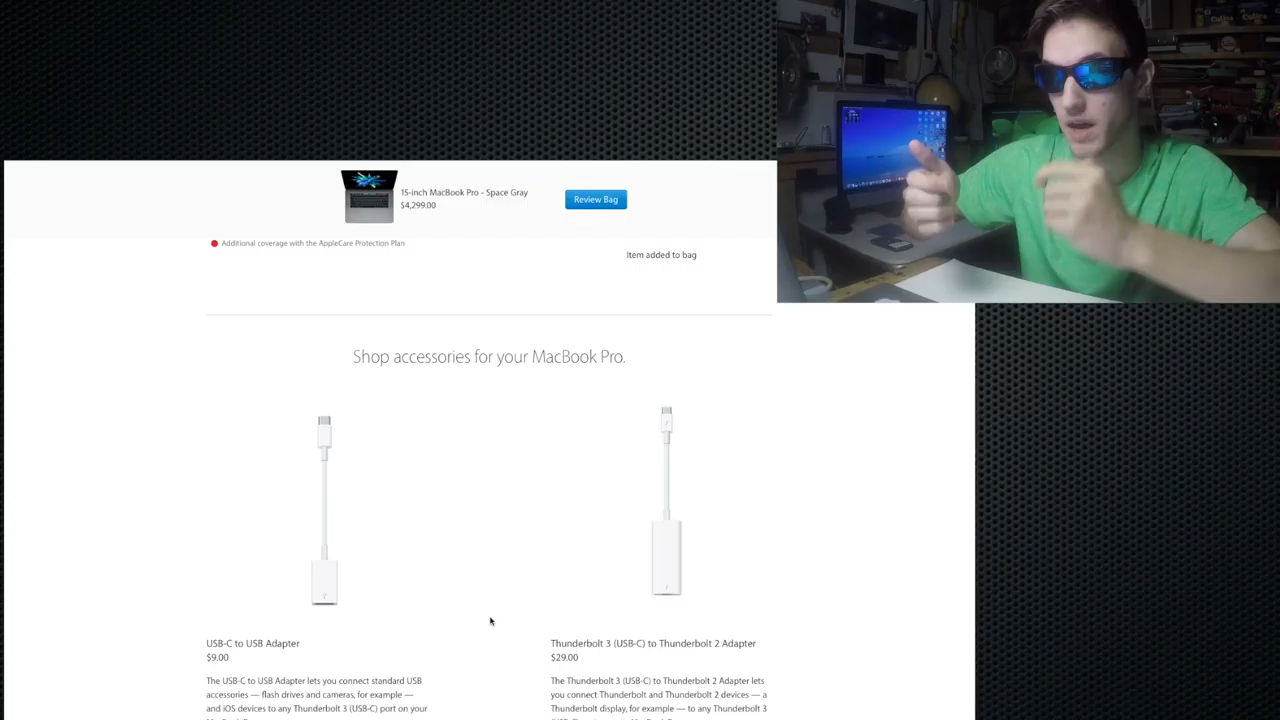 15-inch MacBook Pro - Space Gray
$4,299.00
Review Bag
Additional coverage with the AppleCare Protection Plan
Item added to bag
Shop accessories for your MacBook Pro.
USB-C to USB Adapter
$9.00
The USB-C to USB Adapter lets you connect standard USB
accessories — flash drives and cameras, for example —
and iOS devices to any Thunderbolt 3 (USB-C) port on your
Thunderbolt 3 (USB-C) to Thunderbolt 2 Adapter
$29.00
The Thunderbolt 3 (USB-C) to Thunderbolt 2 Adapter lets
you connect Thunderbolt and Thunderbolt 2 devices — a
Thunderbolt display, for example — to any Thunderbolt 3